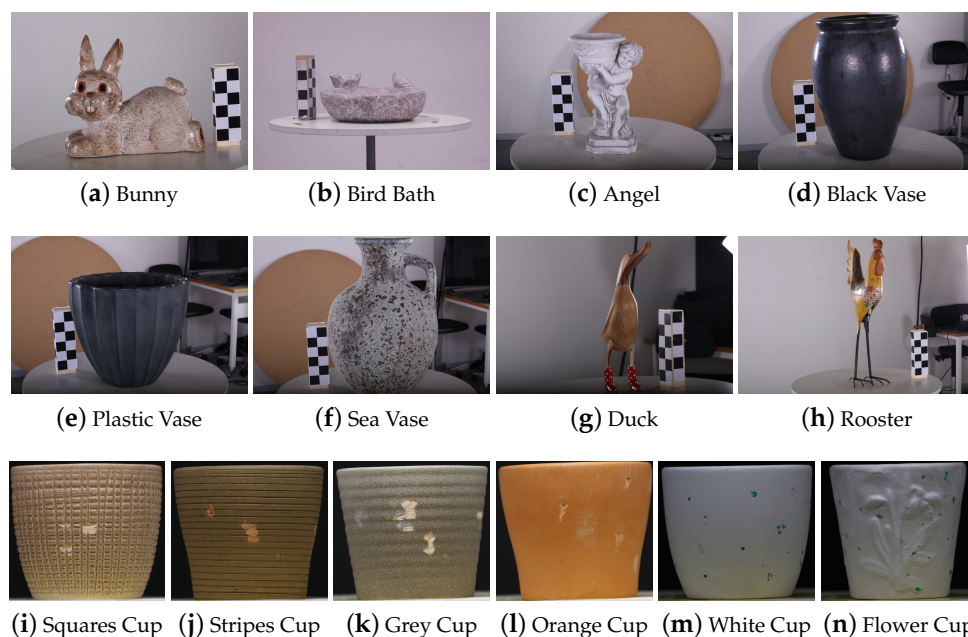 (a) Bunny (b) Bird Bath (c) Angel (d) Black Vase
(e) Plastic Vase (f) Sea Vase (g) Duck (h) Rooster
(i) Squares Cup (j) Stripes Cup (k) Grey Cup (l) Orange Cup (m) White Cup (n) Flower Cup